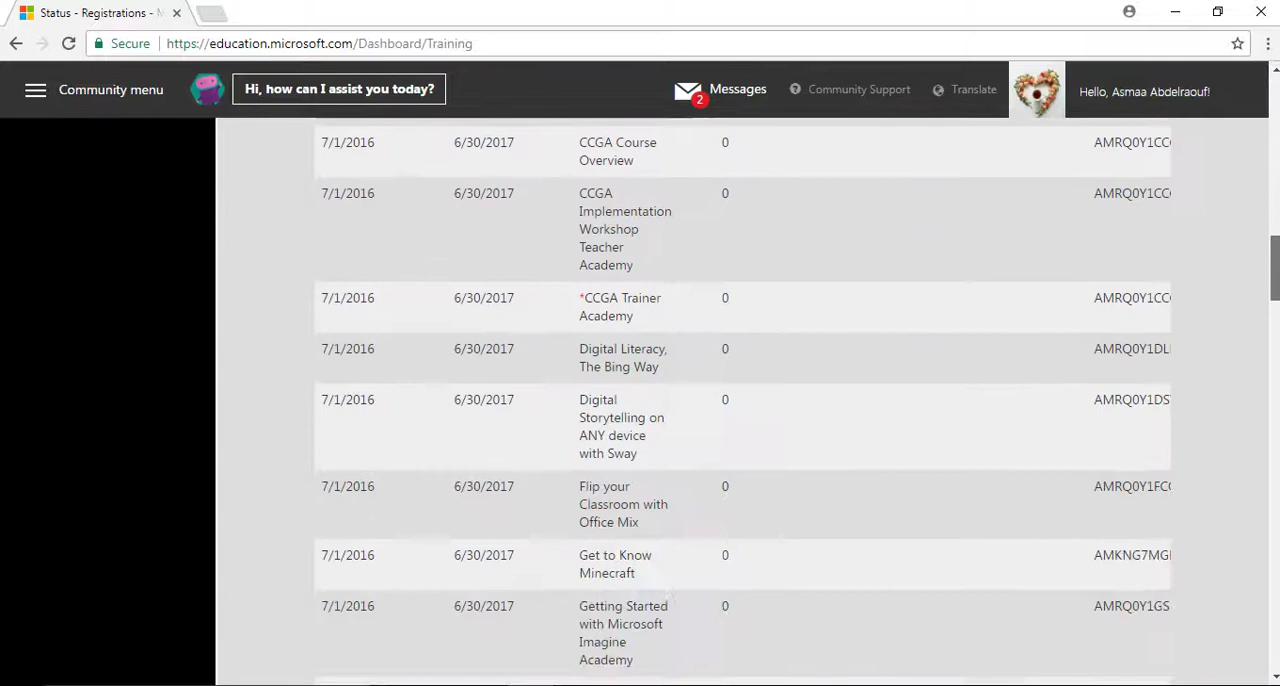 Status - Registrations - M
Secure https://education.microsoft.com/Dashboard/Training
Community menu Hi, how can I assist you today? 2 Messages Community Support Translate Hello, Asmaa Abdelraouf!
7/1/2016 6/30/2017 CCGA Course 0 AMRQ0Y1CC
Overview
7/1/2016 6/30/2017 CCGA 0 AMRQ0Y1CC
Implementation
Workshop
Teacher
Academy
7/1/2016 6/30/2017 *CCGA Trainer 0 AMRQ0Y1CC
Academy
7/1/2016 6/30/2017 Digital Literacy, 0 AMRQ0Y1DL
The Bing Way
7/1/2016 6/30/2017 Digital 0 AMRQ0Y1DS
Storytelling on
ANY device
with Sway
7/1/2016 6/30/2017 Flip your 0 AMRQ0Y1FC
Classroom with
Office Mix
7/1/2016 6/30/2017 Get to Know 0 AMKNG7MG
Minecraft
7/1/2016 6/30/2017 Getting Started 0 AMRQ0Y1GS
with Microsoft
Imagine
Academy